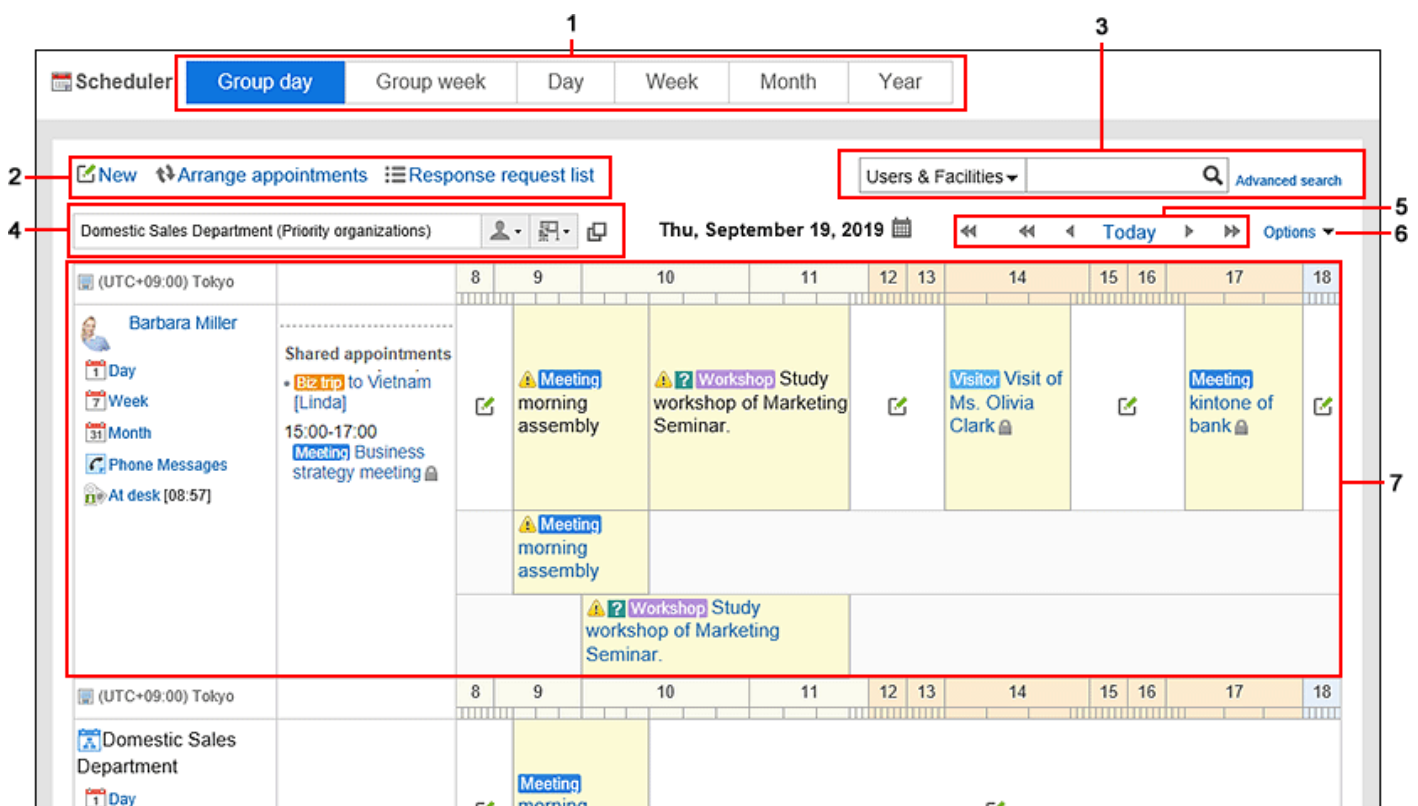 1
3
Scheduler Group day Group week Day Week Month Year
2
New Arrange appointments Response request list
Users & Facilities Advanced search
5
4
Domestic Sales Department (Priority organizations)
Thu, September 19, 2019
Today
Options
6
(UTC+09:00) Tokyo 8 9 10 11 12 13 14 15 16 17 18
Barbara Miller
1 Day
7 Week
31 Month
Phone Messages
At desk [08:57]
Shared appointments
• Biz trip to Vietnam
[Linda]
15:00-17:00
Meeting Business
strategy meeting
Meeting
morning
assembly
? Workshop Study
workshop of Marketing
Seminar.
Visitor Visit of
Ms. Olivia
Clark
Meeting
kintone of
bank
7
Meeting
morning
assembly
? Workshop Study
workshop of Marketing
Seminar.
(UTC+09:00) Tokyo 8 9 10 11 12 13 14 15 16 17 18
Domestic Sales
Department
1 Day
Meeting
morning